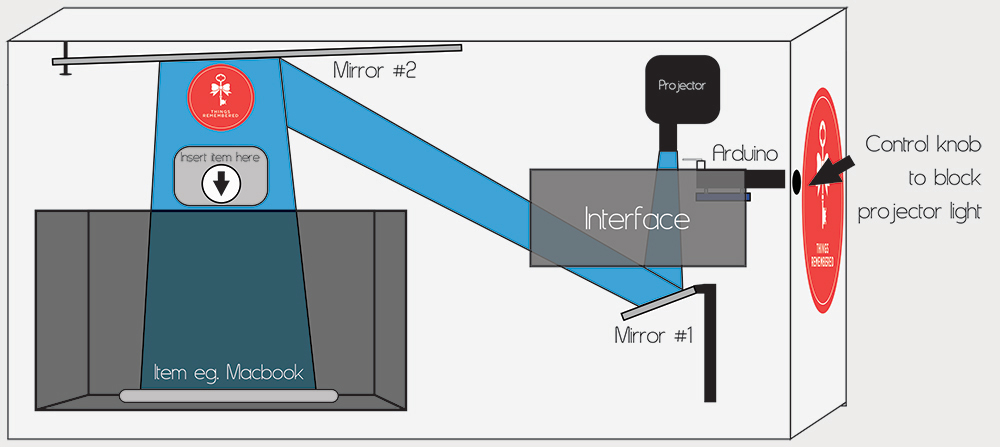 Mirror #2
Projector
THINGS
REMEMBERED
Insert item here
Arduino
Control knob
to block
projector light
Interface
THINGS
REMEMBERED
Mirror #1
Item eg. Macbook